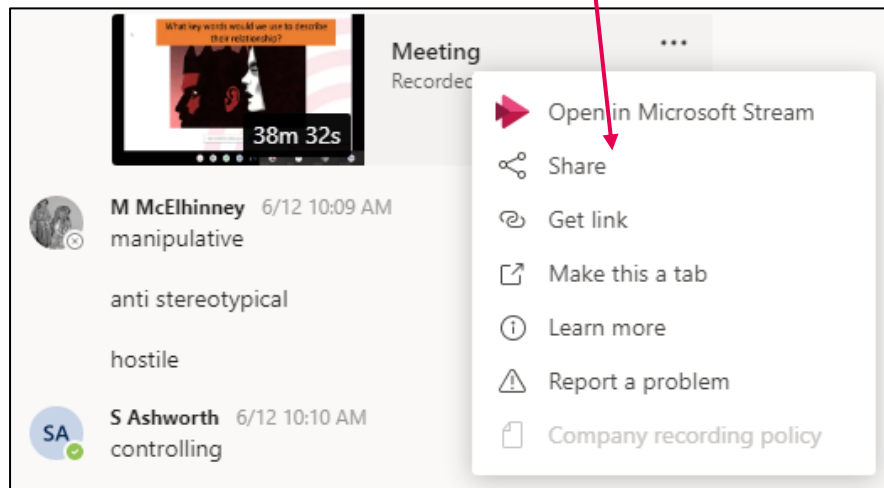 What key words would we use to describe
their relationship?
38m 32s
Meeting
Recorded
Open in Microsoft Stream
Share
Get link
Make this a tab
Learn more
Report a problem
Company recording policy
M McElhinney 6/12 10:09 AM
manipulative
anti stereotypical
hostile
SA
S Ashworth 6/12 10:10 AM
controlling